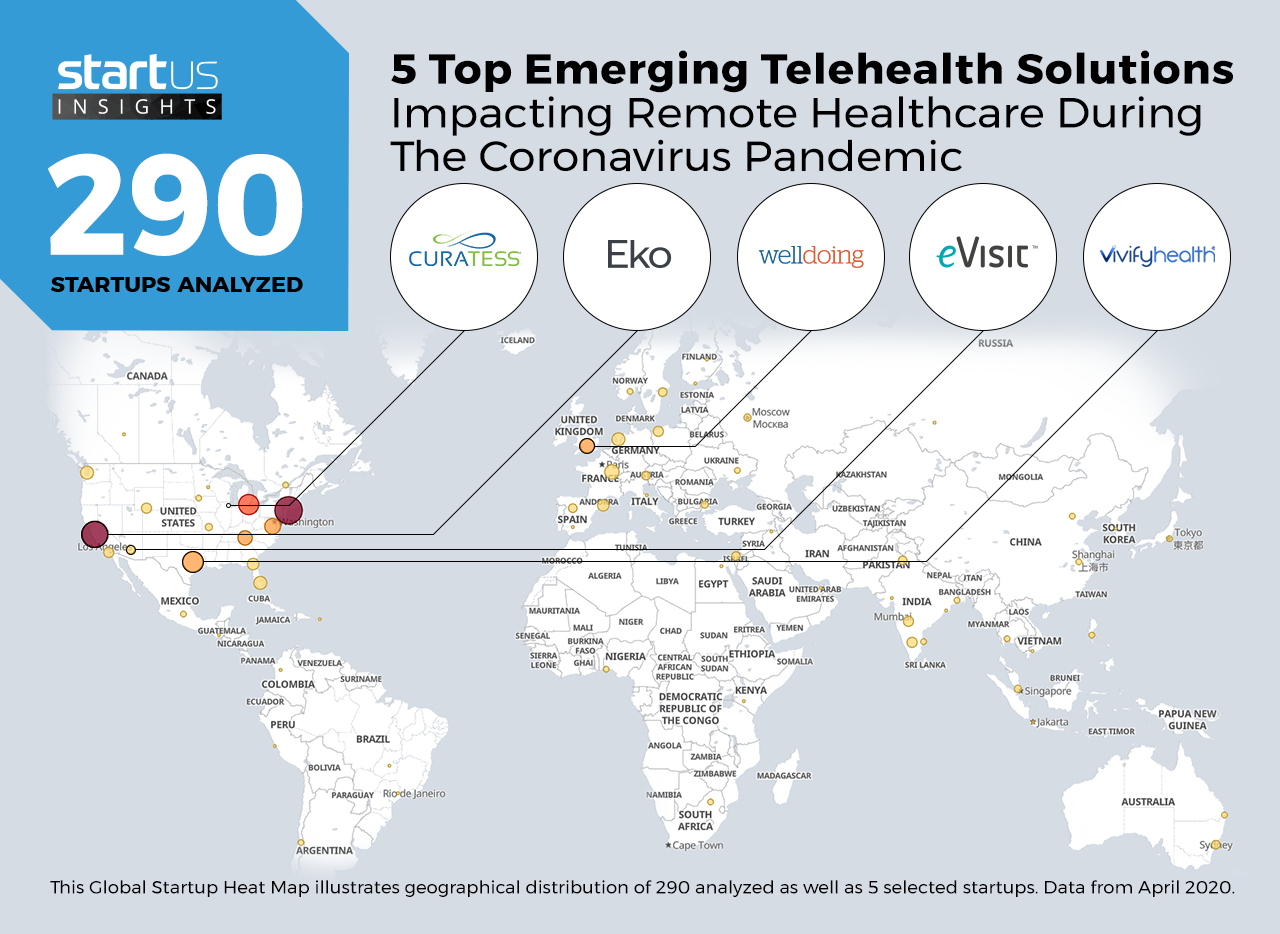 startus
INSIGHTS
290
STARTUPS ANALYZED
5 Top Emerging Telehealth Solutions
Impacting Remote Healthcare During
The Coronavirus Pandemic
CURATESS
Eko
welldoing
eVisit™
vivifyhealth
ICELAND
RUSSIA
FINLAND
CANADA
NORWAY
ESTONIA
LATVIA
Moscow
Москва
UNITED
KINGDOM
DENMARK
BELARUS
GERMANY
Paris
UKRAINE
FRANCE
AUSTRIA
KAZAKHSTAN
MONGOLIA
ROMANIA
ANDORRA
ITALY
BULGARIA
GEORGIA
UZBEKISTAN
UNITED
STATES
Washington
SPAIN
GREECE
TURKEY
TAJIKISTAN
SOUTH
KOREA
Tokyo
東京都
Los Angeles
TUNISIA
SYRIA
IRAN
AFGHANISTAN
CHINA
Shanghai
上海市
MOROCCO
ISRAEL
PAKISTAN
ALGERIA
LIBYA
EGYPT
SAUDI
ARABIA
UNITED ARAB
EMIRATES
NEPAL
BANGLADESH
TAIWAN
MEXICO
CUBA
INDIA
Mumbai
MAURITANIA
LAOS
JAMAICA
GUATEMALA
NICARAGUA
MALI
NIGER
CHAD
SUDAN
ERITREA
YEMEN
MYANMAR
SENEGAL
BURKINA
FASO
VIETNAM
PANAMA
VENEZUELA
SIERRA
LEONE
NIGERIA
CENTRAL
AFRICAN
REPUBLIC
SOUTH
SUDAN
ETHIOPIA
SOMALIA
SRI LANKA
COLOMBIA
SURINAME
BRUNEI
Singapore
ECUADOR
KENYA
DEMOCRATIC
REPUBLIC OF
THE CONGO
PERU
Jakarta
PAPUA NEW
GUINEA
EAST TIMOR
BRAZIL
ANGOLA
ZAMBIA
BOLIVIA
ZIMBABWE
MADAGASCAR
PARAGUAY
Rio de Janeiro
NAMIBIA
AUSTRALIA
SOUTH
AFRICA
Cape Town
Sydney
ARGENTINA
This Global Startup Heat Map illustrates geographical distribution of 290 analyzed as well as 5 selected startups. Data from April 2020.